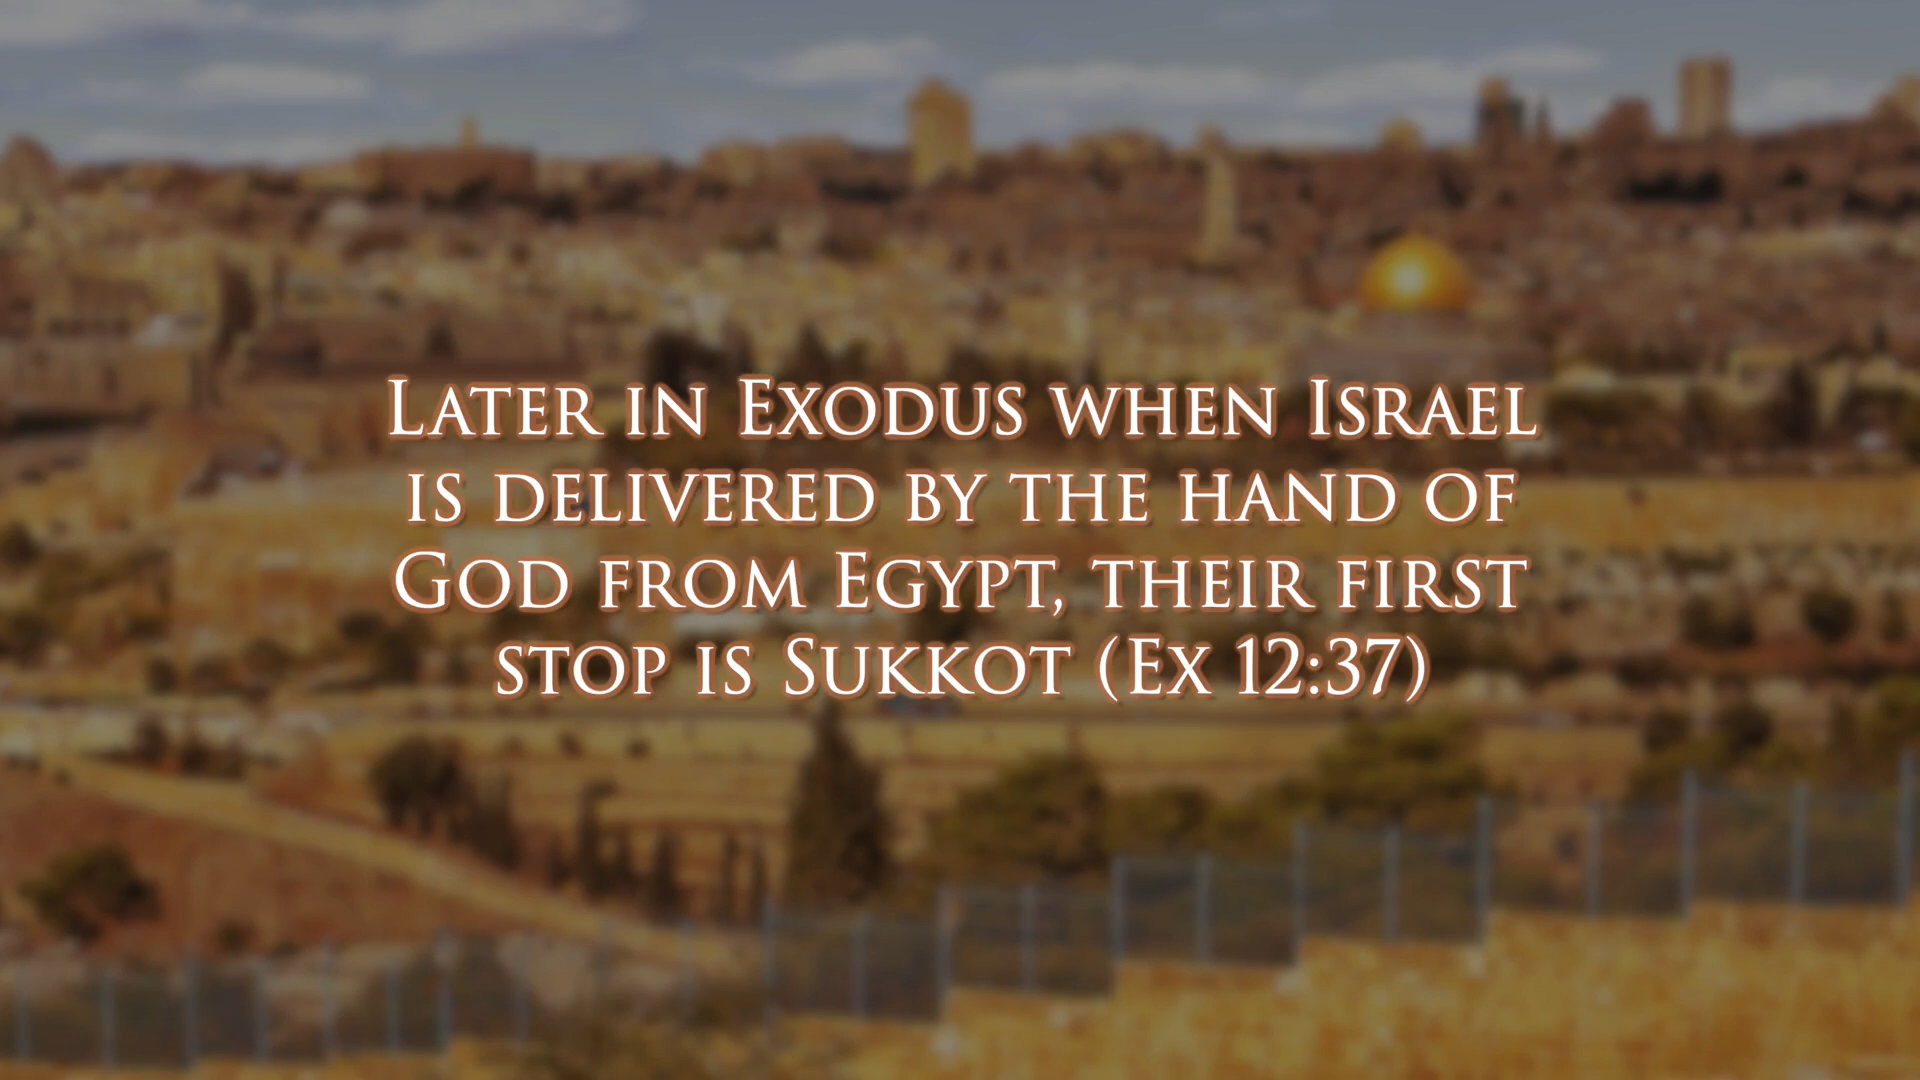 Later in Exodus when Israel
is delivered by the hand of
God from Egypt, their first
stop is Sukkot (Ex 12:37)